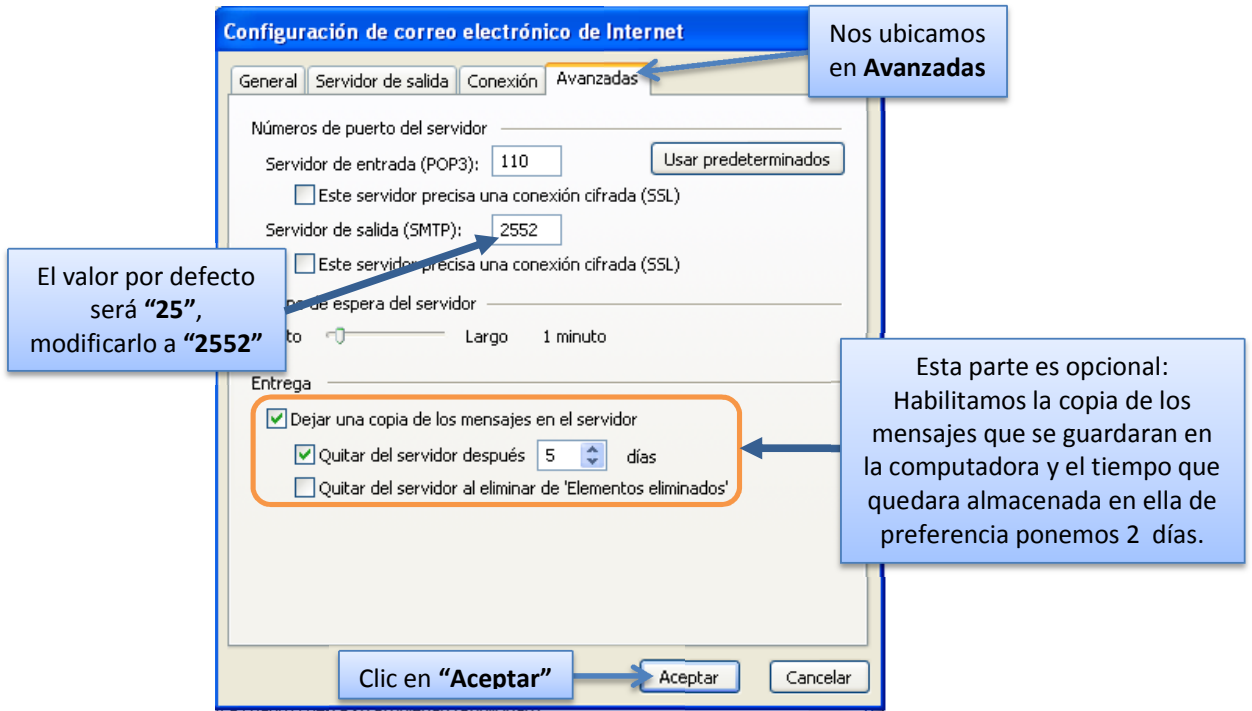 Configuración de correo electrónico de Internet
Nos ubicamos
en Avanzadas
General Servidor de salida Conexión Avanzadas
Números de puerto del servidor
Servidor de entrada (POP3): 110 Usar predeterminados
Este servidor precisa una conexión cifrada (SSL)
Servidor de salida (SMTP): 2552
Este servidor precisa una conexión cifrada (SSL)
El valor por defecto
será “25”,
modificarlo a “2552”
de espera del servidor
Largo 1 minuto
Entrega
Dejar una copia de los mensajes en el servidor
Quitar del servidor después 5 días
Quitar del servidor al eliminar de 'Elementos eliminados'
Esta parte es opcional:
Habilitamos la copia de los
mensajes que se guardaran en
la computadora y el tiempo que
quedara almacenada en ella de
preferencia ponemos 2 días.
Clic en “Aceptar”
Aceptar Cancelar